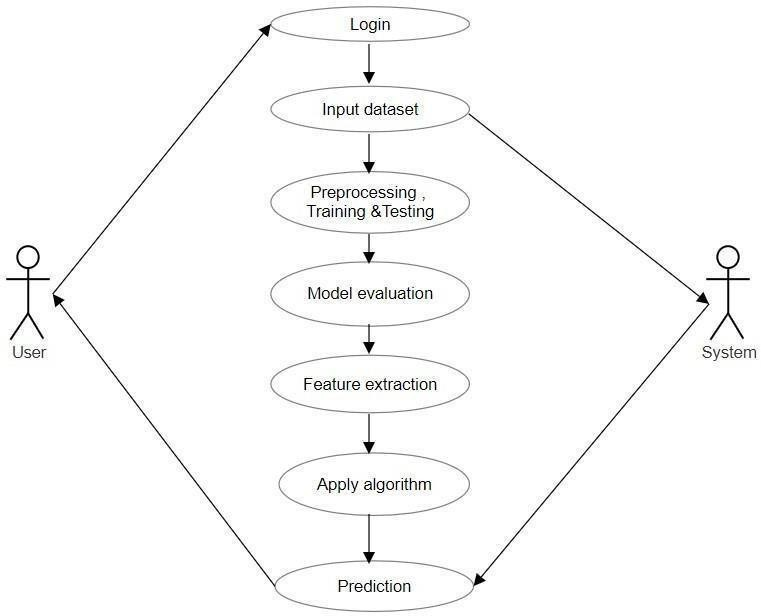 Login
Input dataset
Preprocessing ,
Training &Testing
Model evaluation
User
System
Feature extraction
Apply algorithm
Prediction